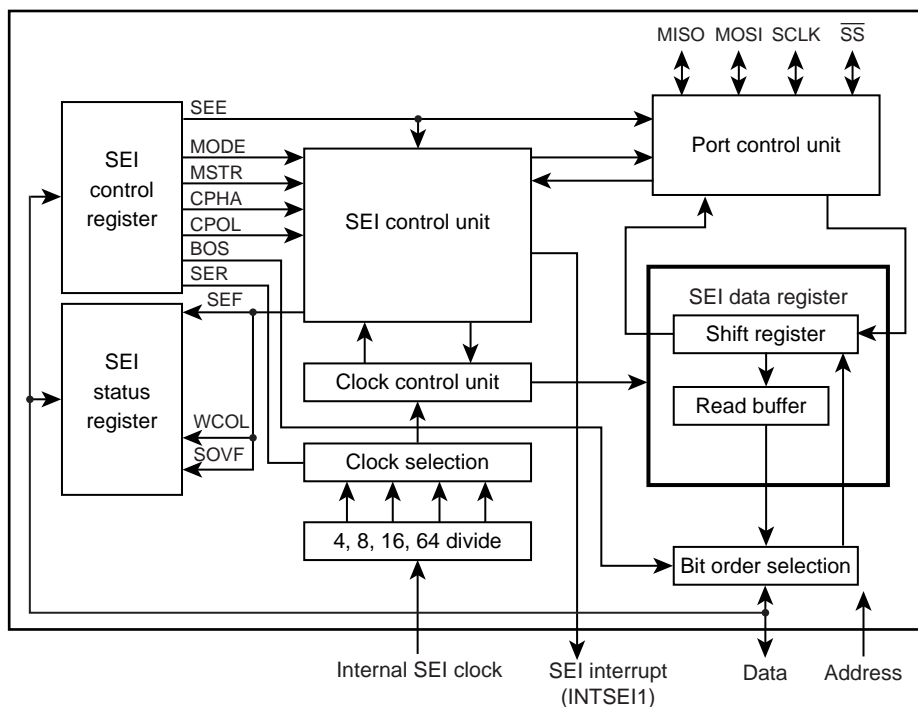 MISO MOSI SCLK SS
SEE
MODE
MSTR
CPHA
CPOL
BOS
SER
SEF
WCOL
SOVF
SEI
control
register
SEI
status
register
SEI control unit
Port control unit
SEI data register
Shift register
Read buffer
Clock control unit
Clock selection
4, 8, 16, 64 divide
Bit order selection
Internal SEI clock
SEI interrupt
(INTSEI1)
Data
Address